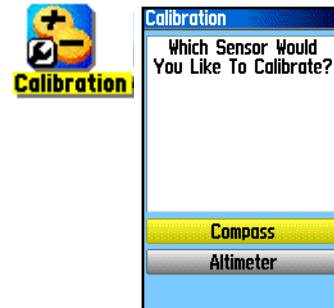 Calibration
Calibration
Which Sensor Would
You Like To Calibrate?
Compass
Altimeter